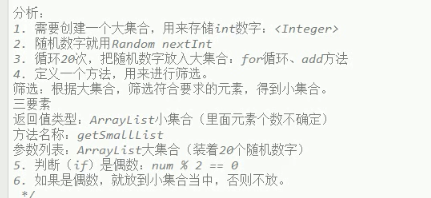 分析：
1. 需要创建一个大集合，用来存储int数字：<Integer>
2. 随机数字就用Random nextInt
3. 循环20次，把随机数字放入大集合：for循环、add方法
4. 定义一个方法，用来进行筛选。
筛选：根据大集合，筛选符合要求的元素，得到小集合。
三要素
返回值类型：ArrayList小集合（里面元素个数不确定）
方法名称：getSmallList
参数列表：ArrayList大集合（装着20个随机数字）
5. 判断（if）是偶数：num % 2 == 0
6. 如果是偶数，就放到小集合当中，否则不放。
*/